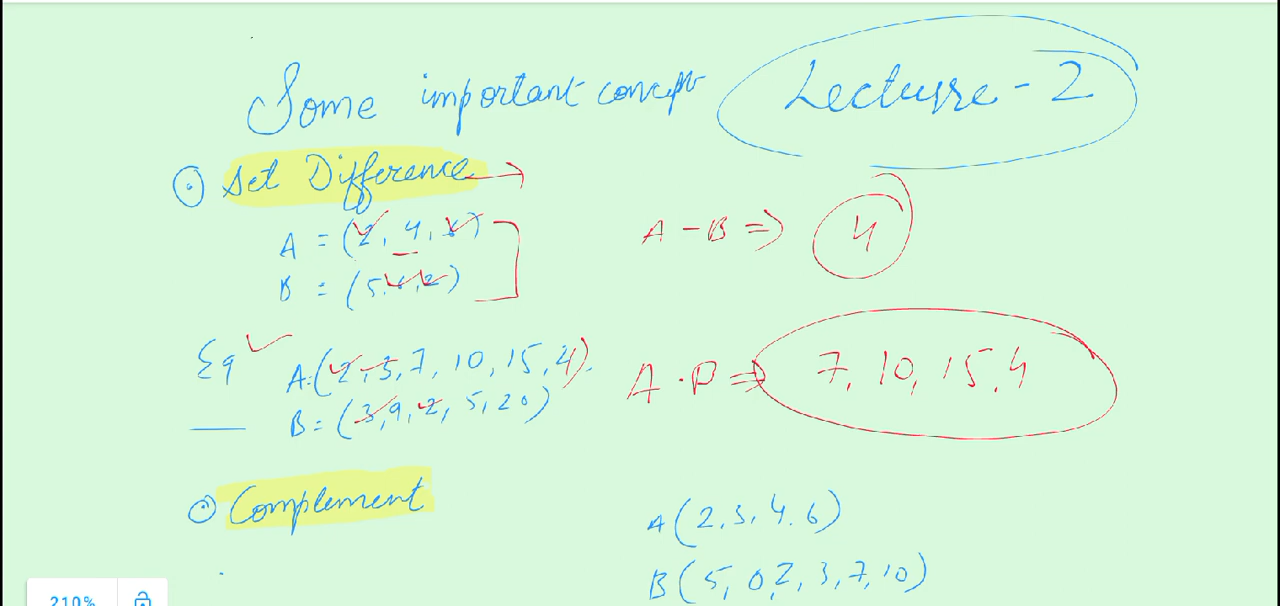 Some important concept
Lecture - 2
⊙ Set Difference →
A = (2, 4, 6)
B = (5, 6, 2)
A - B ⇒ 4
Eg
A = (2, 3, 7, 10, 15, 4)
B = (3, 9, 2, 5, 20)
⇒ 7, 10, 15, 4
⊙ Complement
A (2, 3, 4, 6)
B (5, 0, 2, 3, 7, 10)
210%